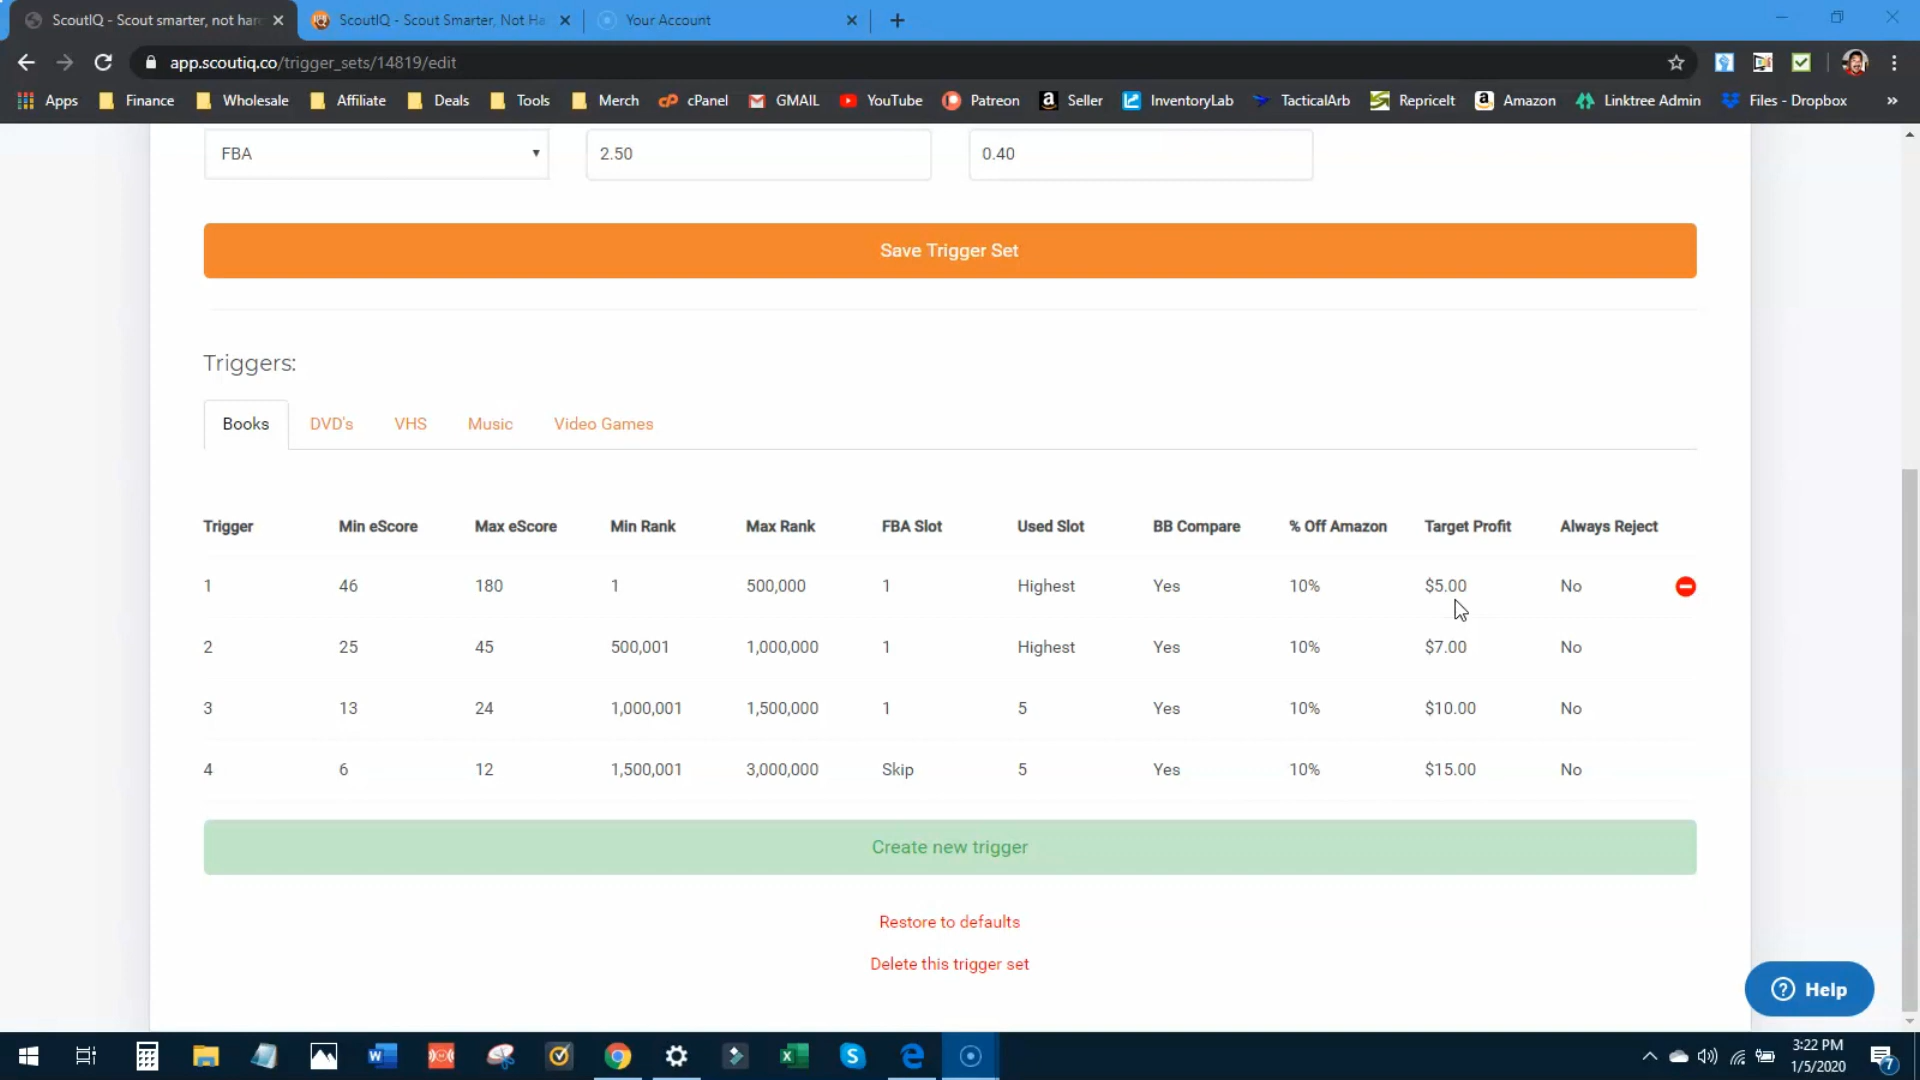 ScoutIQ - Scout smarter, not har
ScoutIQ - Scout Smarter, Not Ha
Your Account
app.scoutiq.co/trigger_sets/14819/edit
Apps Finance Wholesale Affiliate Deals Tools Merch cPanel GMAIL YouTube Patreon Seller InventoryLab TacticalArb RepriceIt Amazon Linktree Admin Files - Dropbox »
FBA 2.50 0.40
Save Trigger Set
Triggers:
Books DVD's VHS Music Video Games
Trigger Min eScore Max eScore Min Rank Max Rank FBA Slot Used Slot BB Compare % Off Amazon Target Profit Always Reject
1 46 180 1 500,000 1 Highest Yes 10% $5.00 No
2 25 45 500,001 1,000,000 1 Highest Yes 10% $7.00 No
3 13 24 1,000,001 1,500,000 1 5 Yes 10% $10.00 No
4 6 12 1,500,001 3,000,000 Skip 5 Yes 10% $15.00 No
Create new trigger
Restore to defaults
Delete this trigger set
Help
3:22 PM
1/5/2020
7